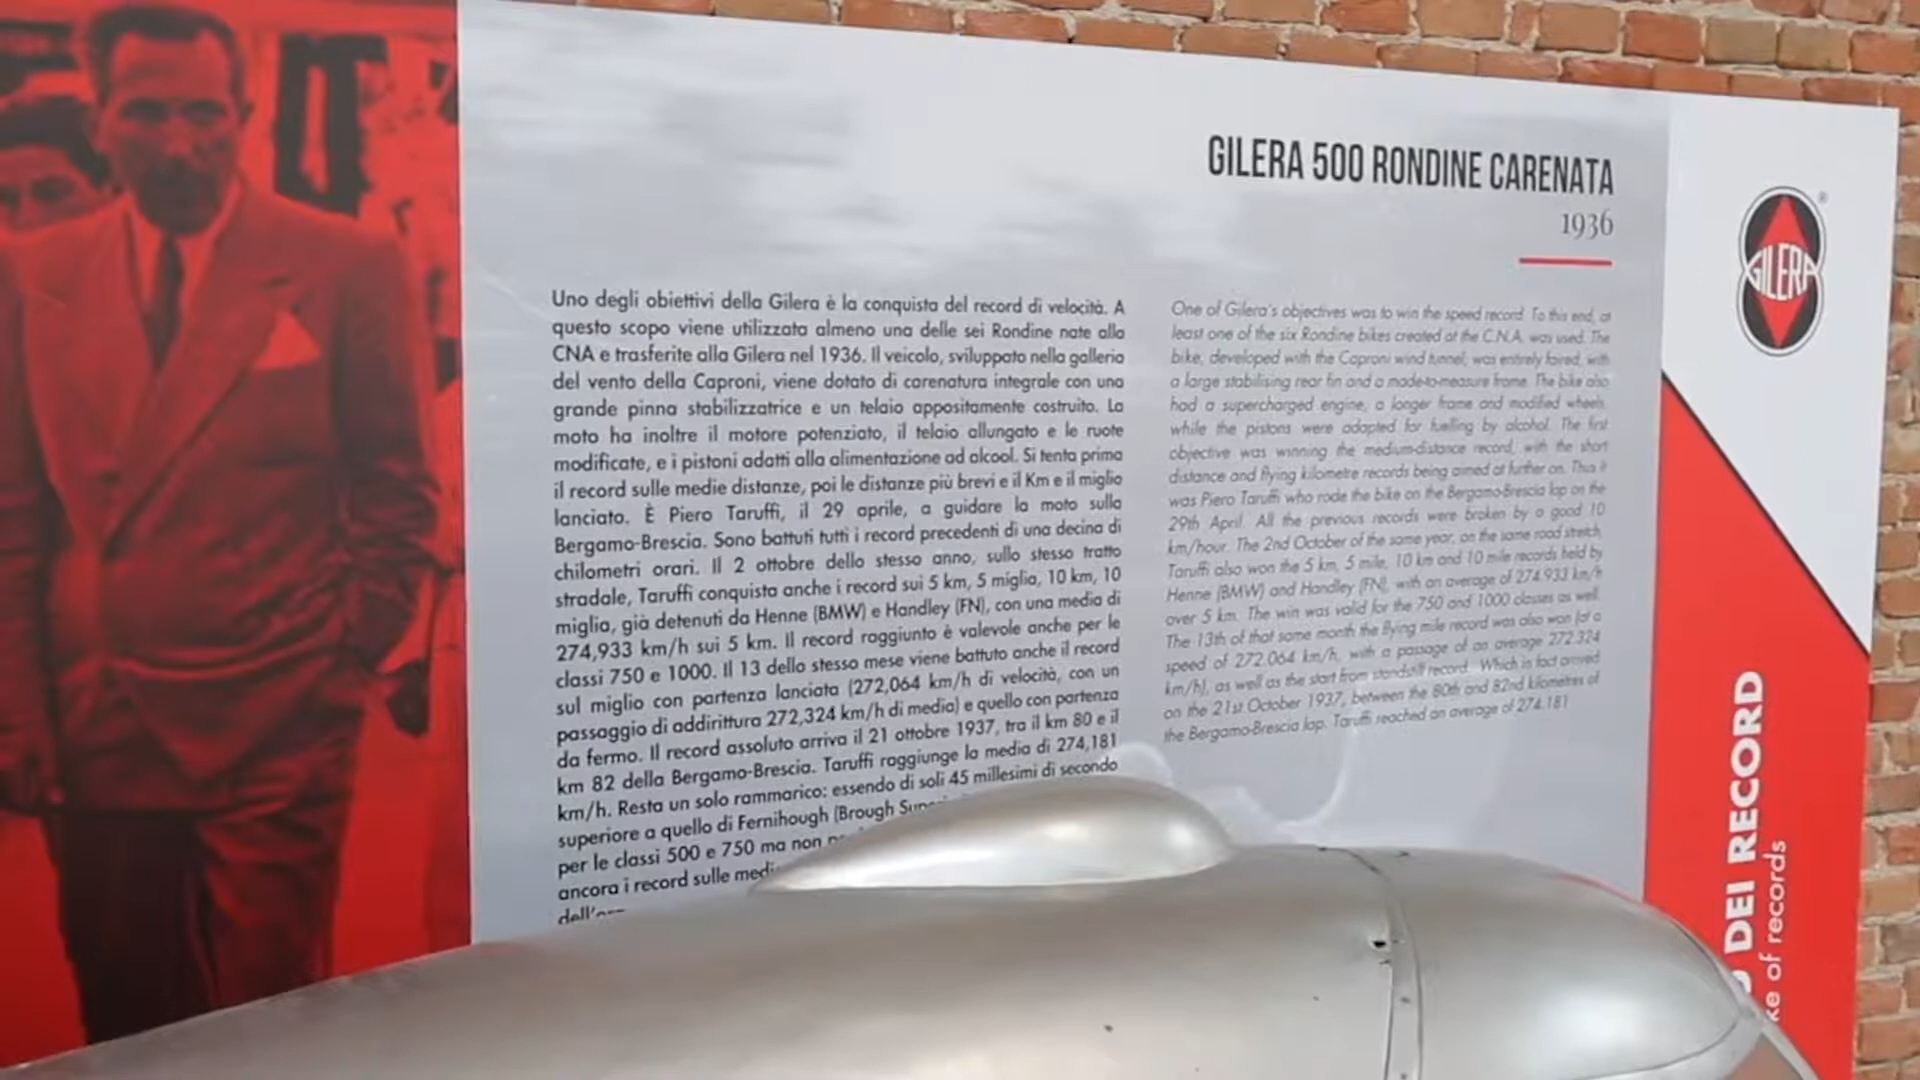 GILERA 500 RONDINE CARENATA
1936
Uno degli obiettivi della Gilera è la conquista del record di velocità. A
questo scopo viene utilizzata almeno una delle sei Rondine nate alla
CNA e trasferite alla Gilera nel 1936. Il veicolo, sviluppato nella galleria
del vento della Caproni, viene dotato di carenatura integrale con una
grande pinna stabilizzatrice e un telaio appositamente costruito. La
moto ha inoltre il motore potenziato, il telaio allungato e le ruote
modificate, e i pistoni adatti alla alimentazione ad alcool. Si tenta prima
il record sulle medie distanze, poi le distanze più brevi e il Km e il miglio
lanciato. È Piero Taruffi, il 29 aprile, a guidare la moto sulla
Bergamo-Brescia. Sono battuti tutti i record precedenti di una decina di
chilometri orari. Il 2 ottobre dello stesso anno, sullo stesso tratto
stradale, Taruffi conquista anche i record sui 5 km, 5 miglia, 10 km, 10
miglia, già detenuti da Henne (BMW) e Handley (FN), con una media di
274,933 km/h sui 5 km. Il record raggiunto è valevole anche per le
classi 750 e 1000. Il 13 dello stesso mese viene battuto anche il record
sul miglio con partenza lanciata (272,064 km/h di velocità, con un
passaggio di addirittura 272,324 km/h di media) e quello con partenza
da fermo. Il record assoluto arriva il 21 ottobre 1937, tra il km 80 e il
km 82 della Bergamo-Brescia. Taruffi raggiunge la media di 274,181
km/h. Resta un solo rammarico: essendo di soli 45 millesimi di secondo
superiore a quello di Fernihough (Brough
per le classi 500 e 750 ma non
ancora i record sulle
One of Gilera's objectives was to win the speed record. To this end, at
least one of the six Rondine bikes created at the C.N.A. was used. The
bike, developed with the Caproni wind tunnel, was entirely faired, with
a large stabilising rear fin and a made-to-measure frame. The bike also
had a supercharged engine, a longer frame and modified wheels,
while the pistons were adapted for fuelling by alcohol. The first
objective was winning the medium-distance record, with the short
distance and flying kilometre records being aimed at further on. Thus it
was Piero Taruffi who rode the bike on the Bergamo-Brescia lap on the
29th April. All the previous records were broken by a good 10
km/hour. The 2nd October of the same year, on the same road stretch,
Taruffi also won the 5 km, 5 mile, 10 km and 10 mile records held by
Henne (BMW) and Handley (FN), with an average of 274.933 km/h
over 5 km. The win was valid for the 750 and 1000 classes as well.
The 13th of that same month the flying mile record was also won (at a
speed of 272.064 km/h, with a passage of an average 272.324
km/h), as well as the start from standstill record. Which is fact arrived
on the 21st October 1937, between the 80th and 82nd kilometres of
the Bergamo-Brescia lap. Taruffi reached an average of 274.181
GILERA
®
DEI RECORD
of records